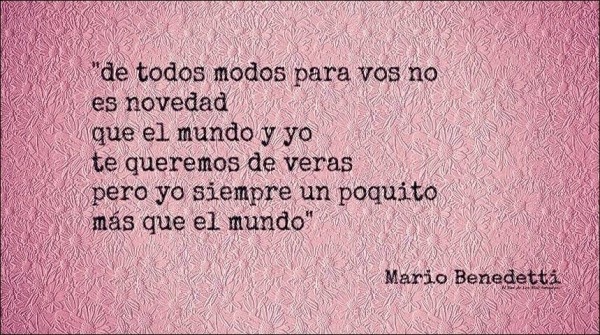 "de todos modos para vos no
es novedad
que el mundo y yo
te queremos de veras
pero yo siempre un poquito
más que el mundo"
Mario Benedetti